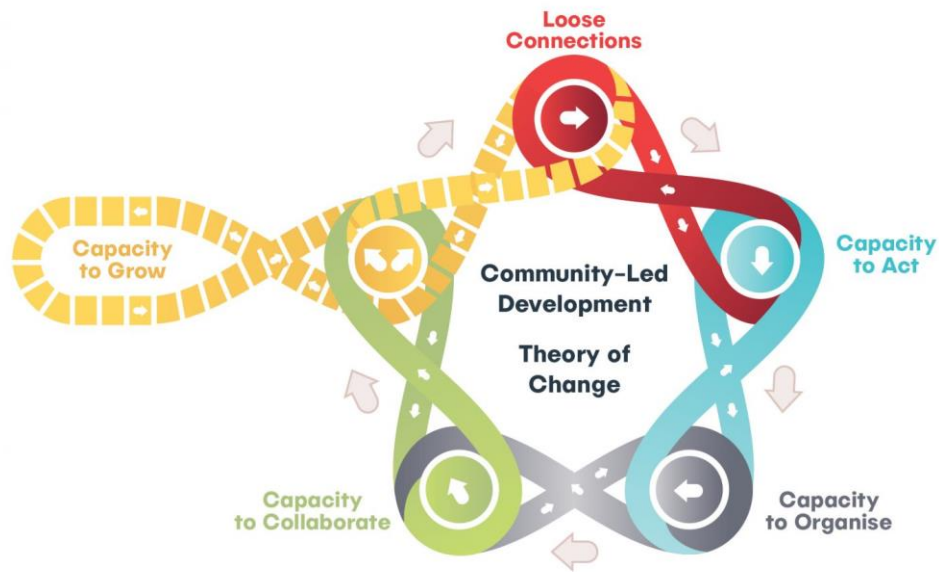 Loose
Connections
Capacity
to Grow
Community-Led
Development
Theory of
Change
Capacity
to Act
Capacity
to Collaborate
Capacity
to Organise